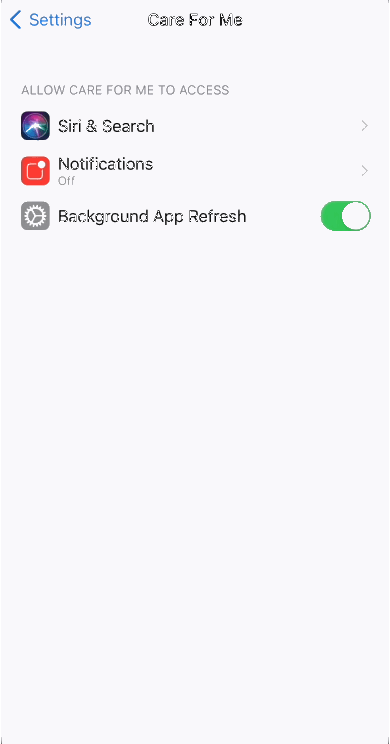 Settings
Care For Me
ALLOW CARE FOR ME TO ACCESS
Siri & Search
Notifications
Off
Background App Refresh